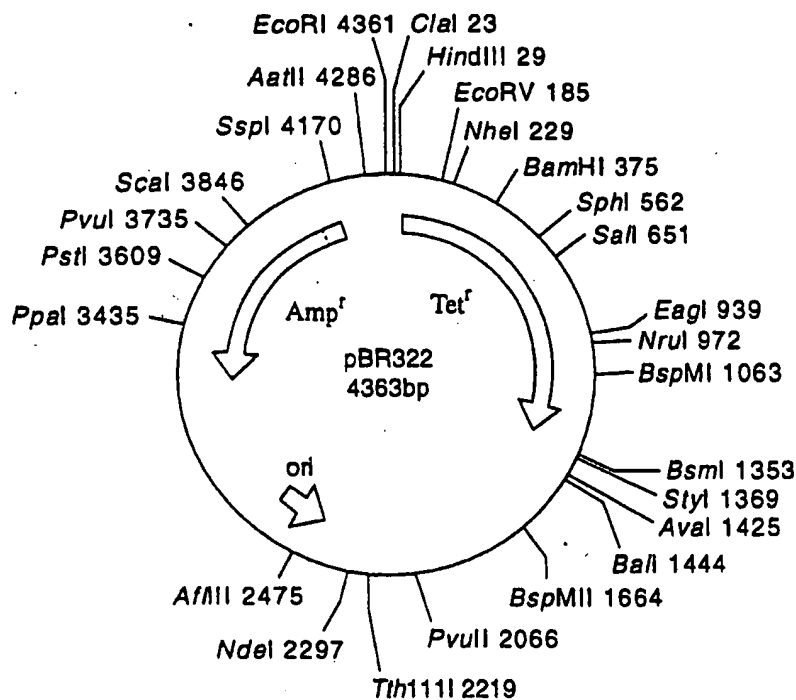 EcoRI 4361
ClaI 23
HindIII 29
AatII 4286
EcoRV 185
SspI 4170
NheI 229
BamHI 375
ScaI 3846
SphI 562
PvuI 3735
SalI 651
PstI 3609
PpaI 3435
EagI 939
NruI 972
BspMI 1063
Ampʳ
Tetʳ
pBR322
4363bp
ori
BsmI 1353
StyI 1369
AvaI 1425
BalI 1444
BspMII 1664
AflIII 2475
PvuII 2066
NdeI 2297
Tth111I 2219